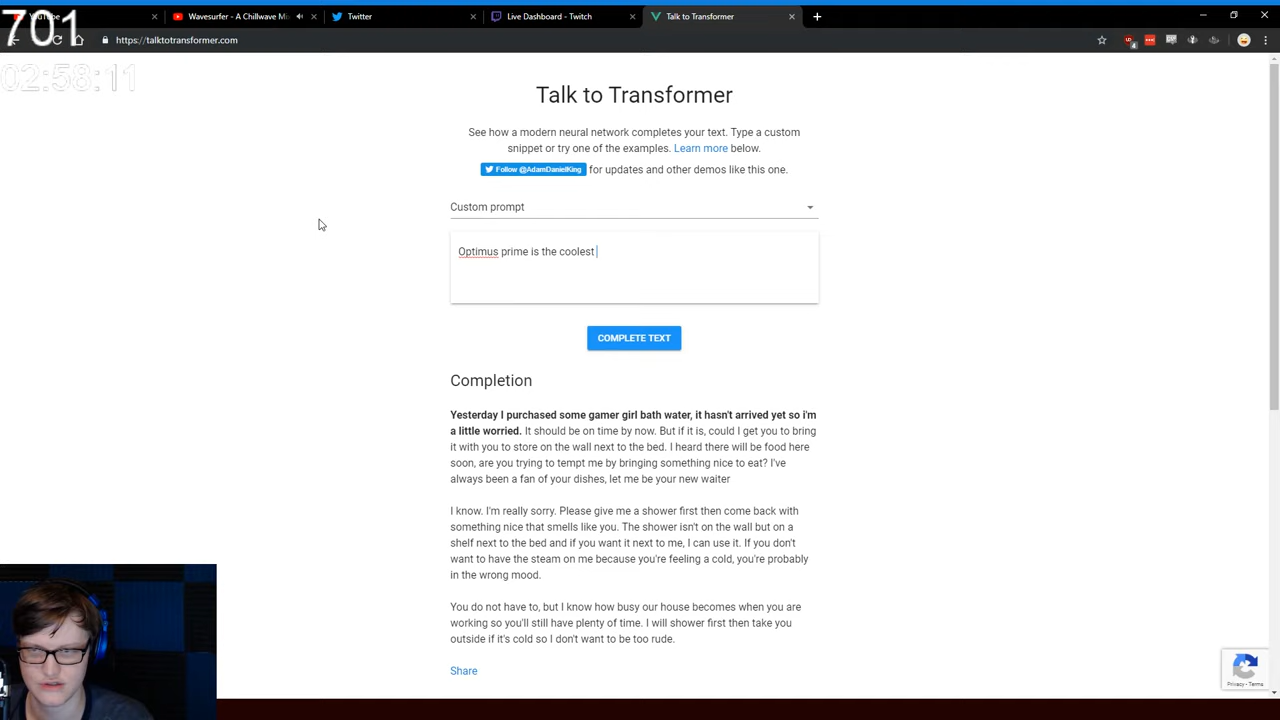 701
YouTube
Wavesurfer - A Chillwave Mi
Twitter
Live Dashboard - Twitch
Talk to Transformer
https://talktotransformer.com
02:58:11
Talk to Transformer
See how a modern neural network completes your text. Type a custom
snippet or try one of the examples. Learn more below.
Follow @AdamDanielKing for updates and other demos like this one.
Custom prompt
Optimus prime is the coolest
COMPLETE TEXT
Completion
Yesterday I purchased some gamer girl bath water, it hasn't arrived yet so i'm
a little worried. It should be on time by now. But if it is, could I get you to bring
it with you to store on the wall next to the bed. I heard there will be food here
soon, are you trying to tempt me by bringing something nice to eat? I've
always been a fan of your dishes, let me be your new waiter
I know. I'm really sorry. Please give me a shower first then come back with
something nice that smells like you. The shower isn't on the wall but on a
shelf next to the bed and if you want it next to me, I can use it. If you don't
want to have the steam on me because you're feeling a cold, you're probably
in the wrong mood.
You do not have to, but I know how busy our house becomes when you are
working so you'll still have plenty of time. I will shower first then take you
outside if it's cold so I don't want to be too rude.
Share
Privacy - Terms